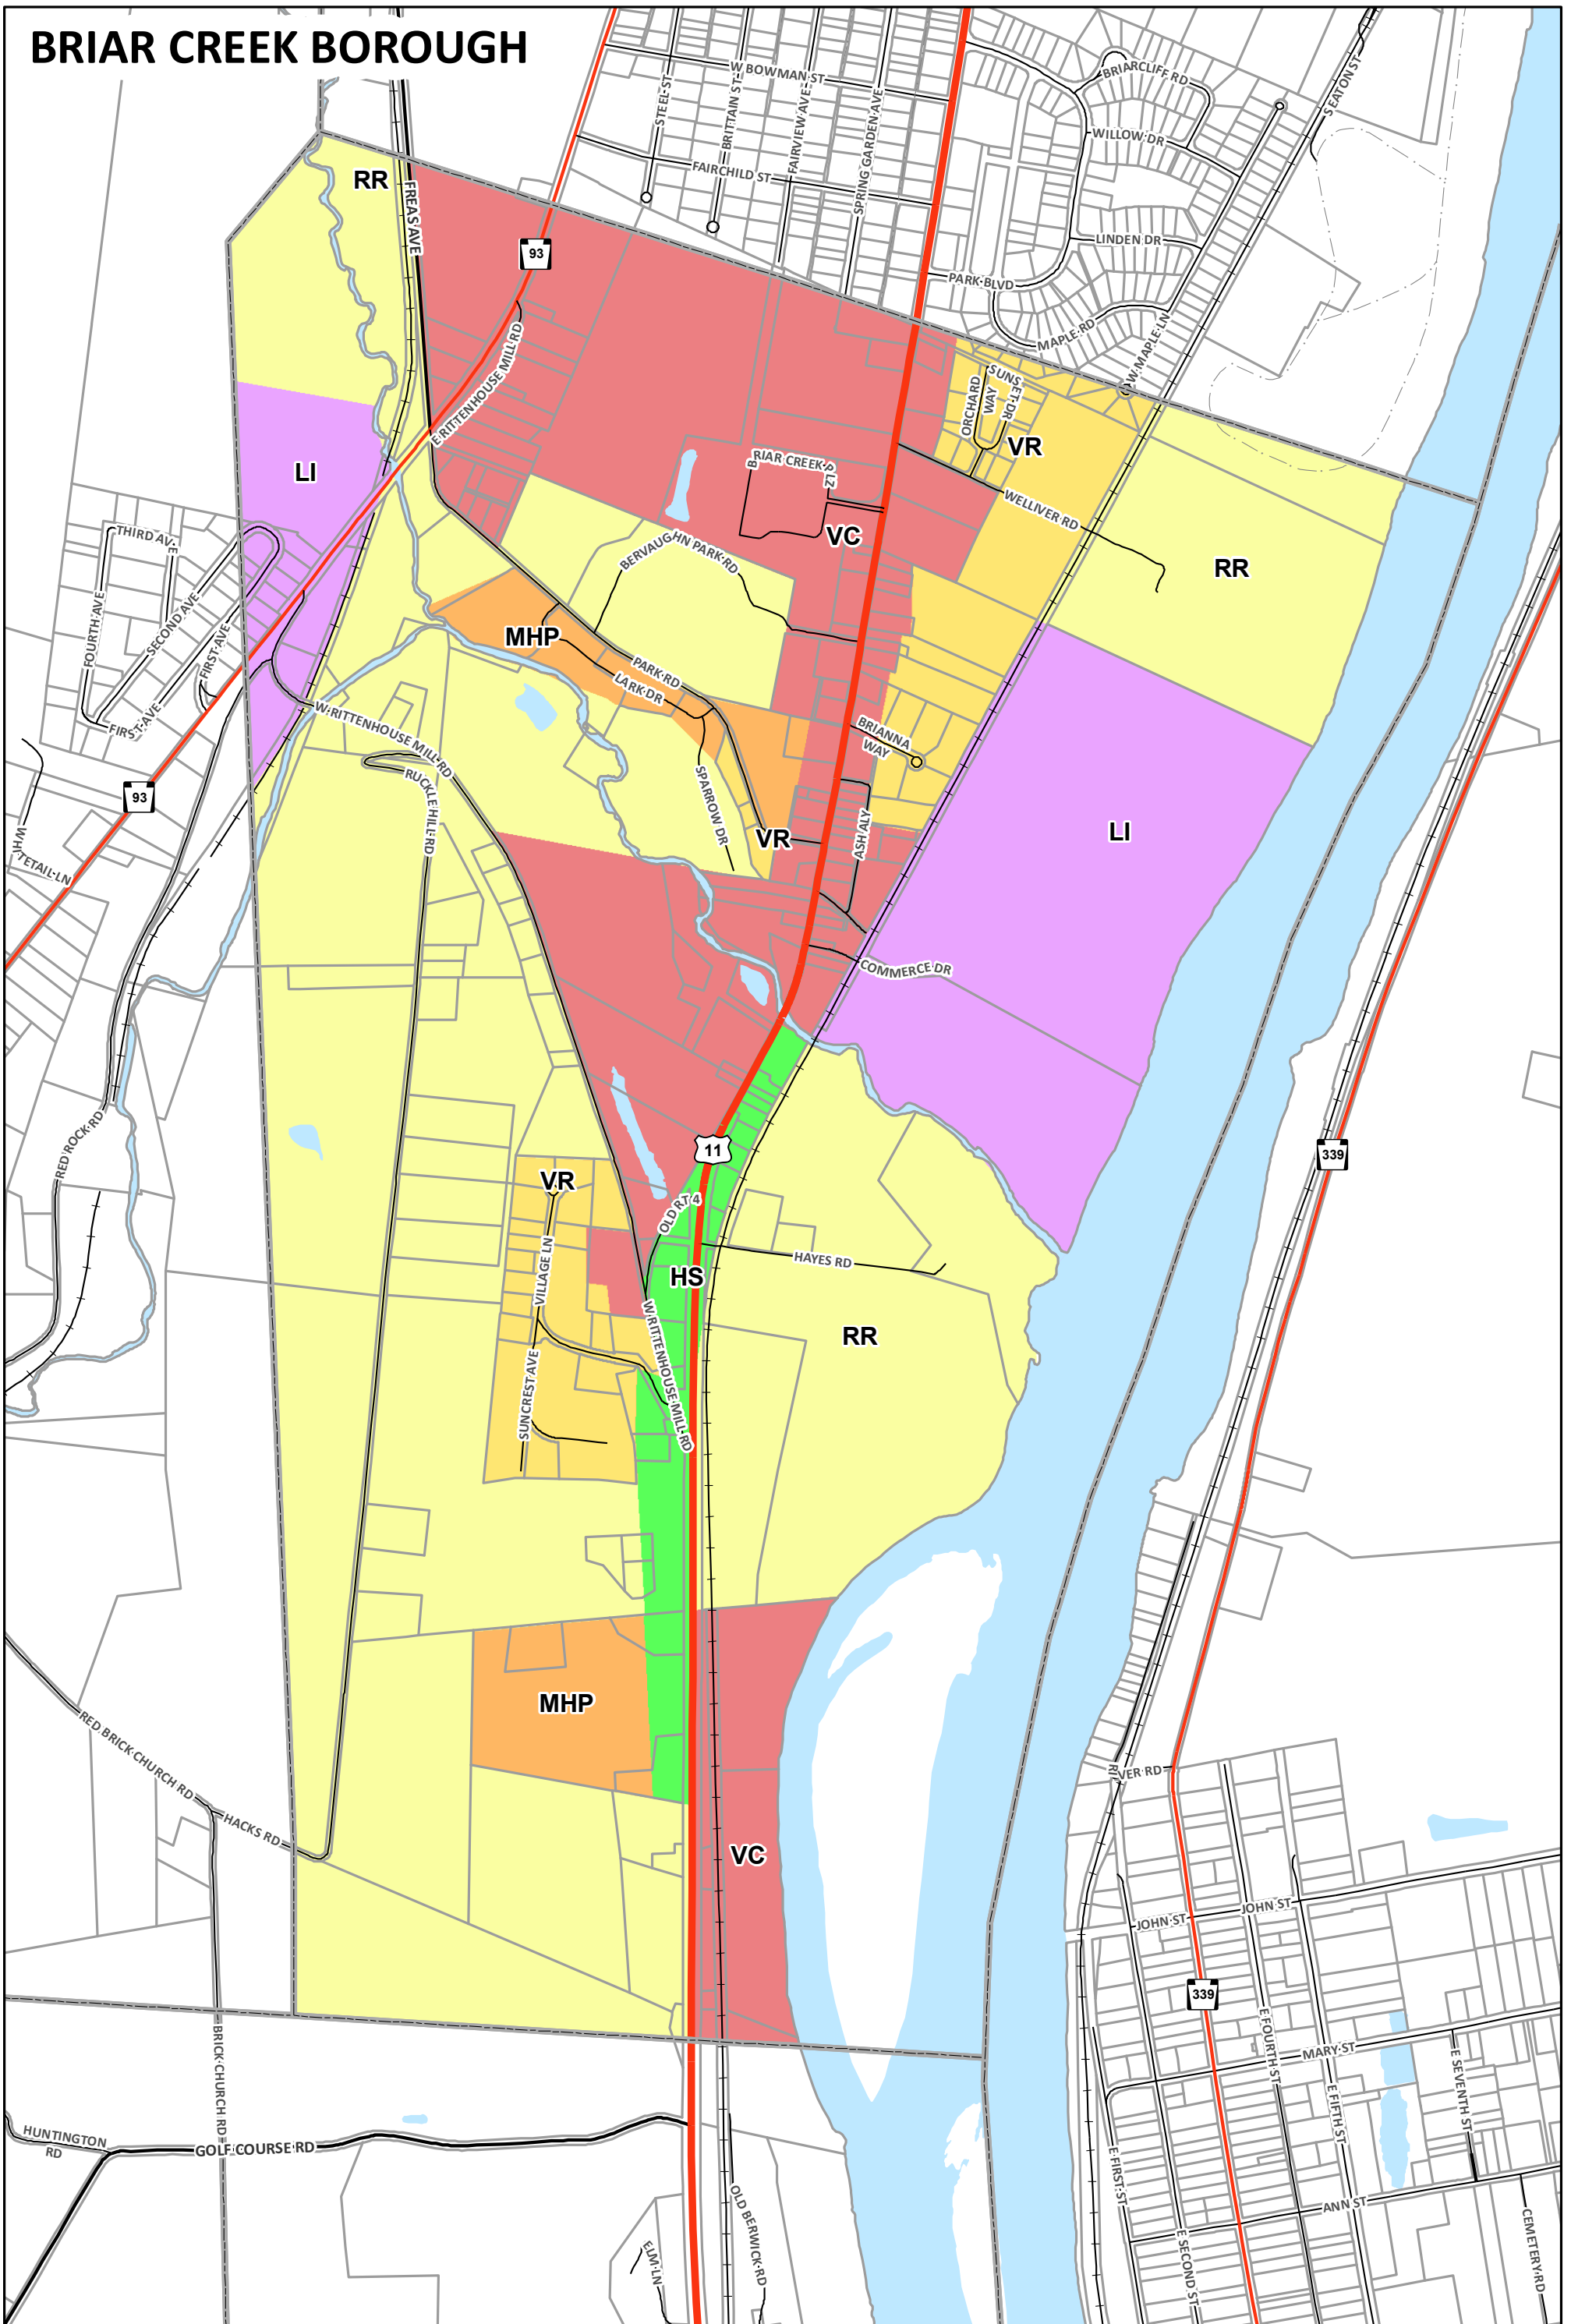 BRIAR CREEK BOROUGH
W BOWMAN ST
STEEL ST
BRITTAIN ST
FAIRVIEW AVE
SPRING GARDEN AVE
FAIRCHILD ST
BRIARCLIFF RD
WILLOW DR
S EATON ST
LINDEN DR
PARK BLVD
MAPLE RD
W MAPLE LN
RR
FREAS AVE
93
E RITTENHOUSE MILL RD
ORCHARD WAY
SUNSET DR
VR
LI
BRIAR CREEK PLZ
WELLIVER RD
VC
BERVAUGHN PARK RD
RR
THIRD AVE
FOURTH AVE
SECOND AVE
FIRST AVE
FIRST AVE
MHP
PARK RD
LARK DR
W RITTENHOUSE MILL RD
BRIANNA WAY
RUCKLE HILL RD
SPARROW DR
93
WHITETAIL LN
VR
ASH ALY
LI
COMMERCE DR
RED ROCK RD
11
339
VR
OLD RT 4
VILLAGE LN
HAYES RD
HS
W RITTENHOUSE MILL RD
RR
SUNCREST AVE
MHP
RED BRICK CHURCH RD
HACKS RD
RIVER RD
VC
JOHN ST
JOHN ST
339
BRICK CHURCH RD
E FOURTH ST
MARY ST
E SEVENTH ST
E FIFTH ST
HUNTINGTON RD
GOLF COURSE RD
E FIRST ST
ANN ST
OLD BERWICK RD
ELM LN
E SECOND ST
CEMETERY RD